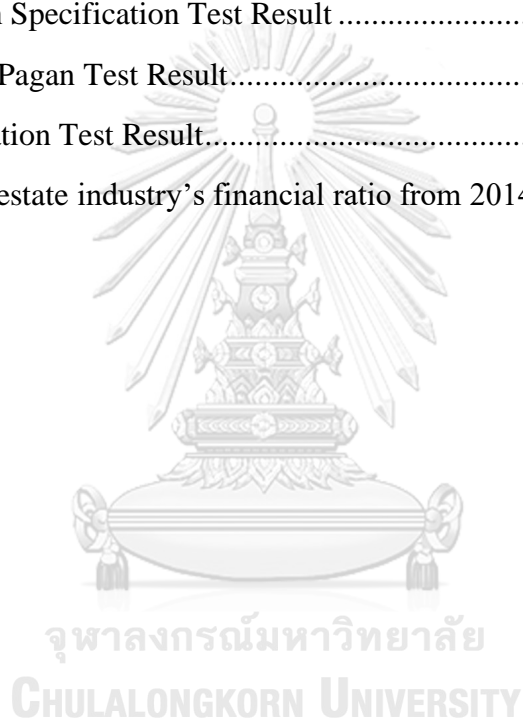 n Specification Test Result ..........................
Pagan Test Result..........................................
ation Test Result..............................................
estate industry’s financial ratio from 2014
จุฬาลงกรณ์มหาวิทยาลัย
CHULALONGKORN UNIVERSITY